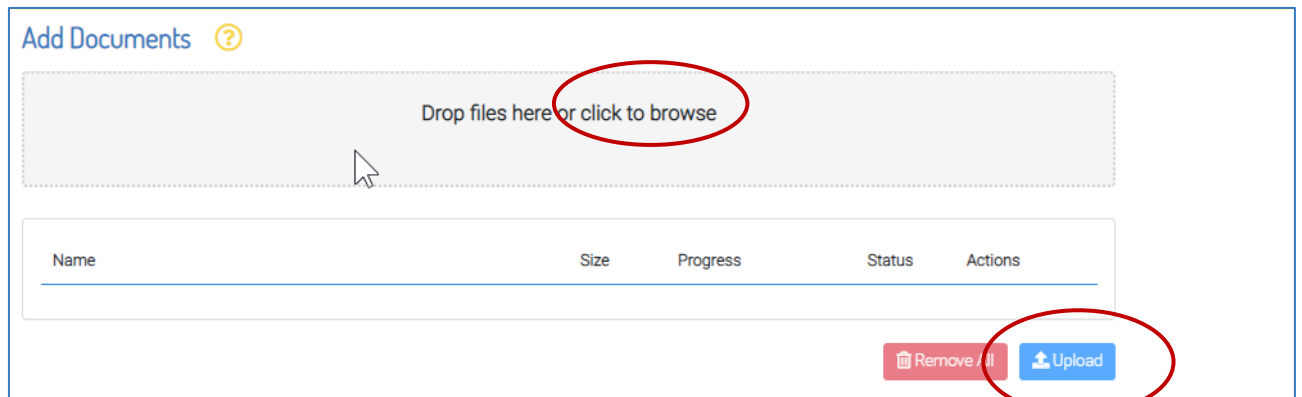 Add Documents ?
Drop files here or click to browse
Name Size Progress Status Actions
Remove All Upload